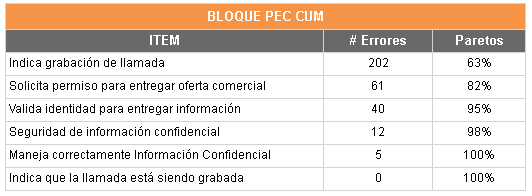 BLOQUE PEC CUM
ITEM # Errores Paretos
Indica grabación de llamada 202 63%
Solicita permiso para entregar oferta comercial 61 82%
Valida identidad para entregar información 40 95%
Seguridad de información confidencial 12 98%
Maneja correctamente Información Confidencial 5 100%
Indica que la llamada está siendo grabada 0 100%